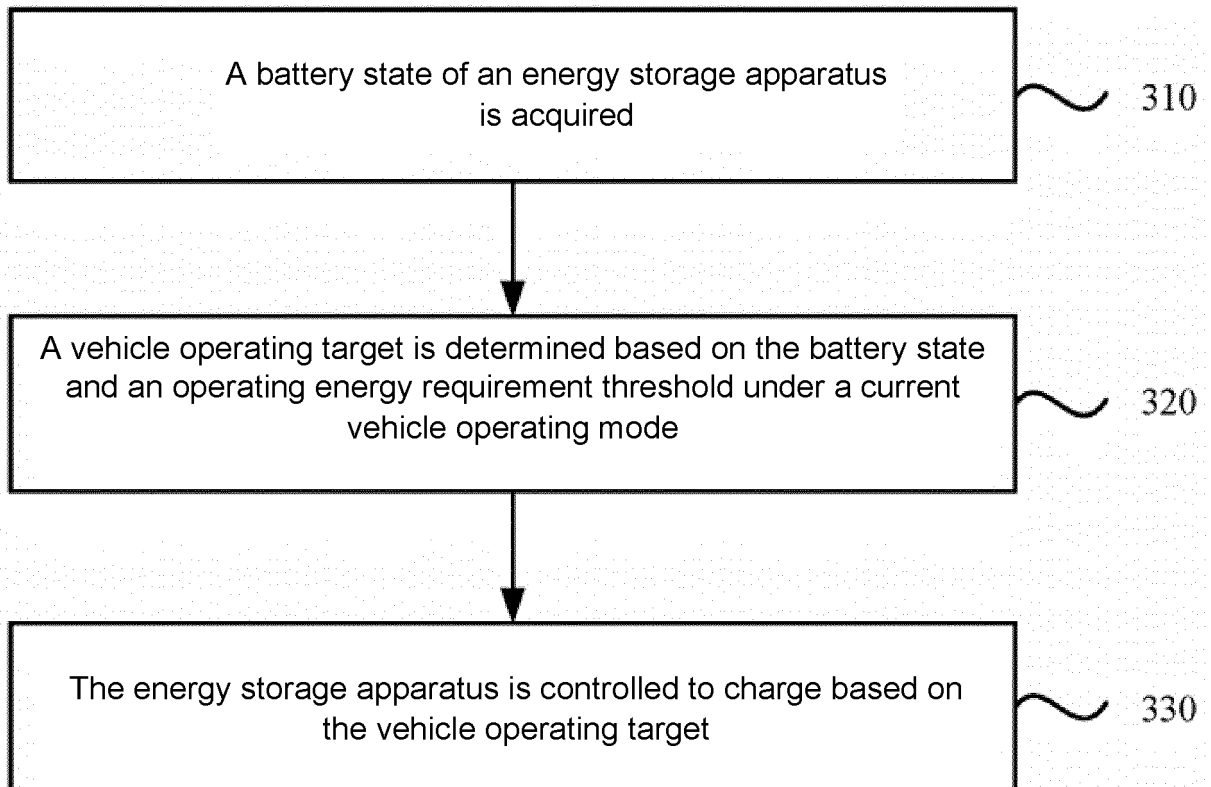 A battery state of an energy storage apparatus
is acquired
310
A vehicle operating target is determined based on the battery state
and an operating energy requirement threshold under a current
vehicle operating mode
320
The energy storage apparatus is controlled to charge based on
the vehicle operating target
330